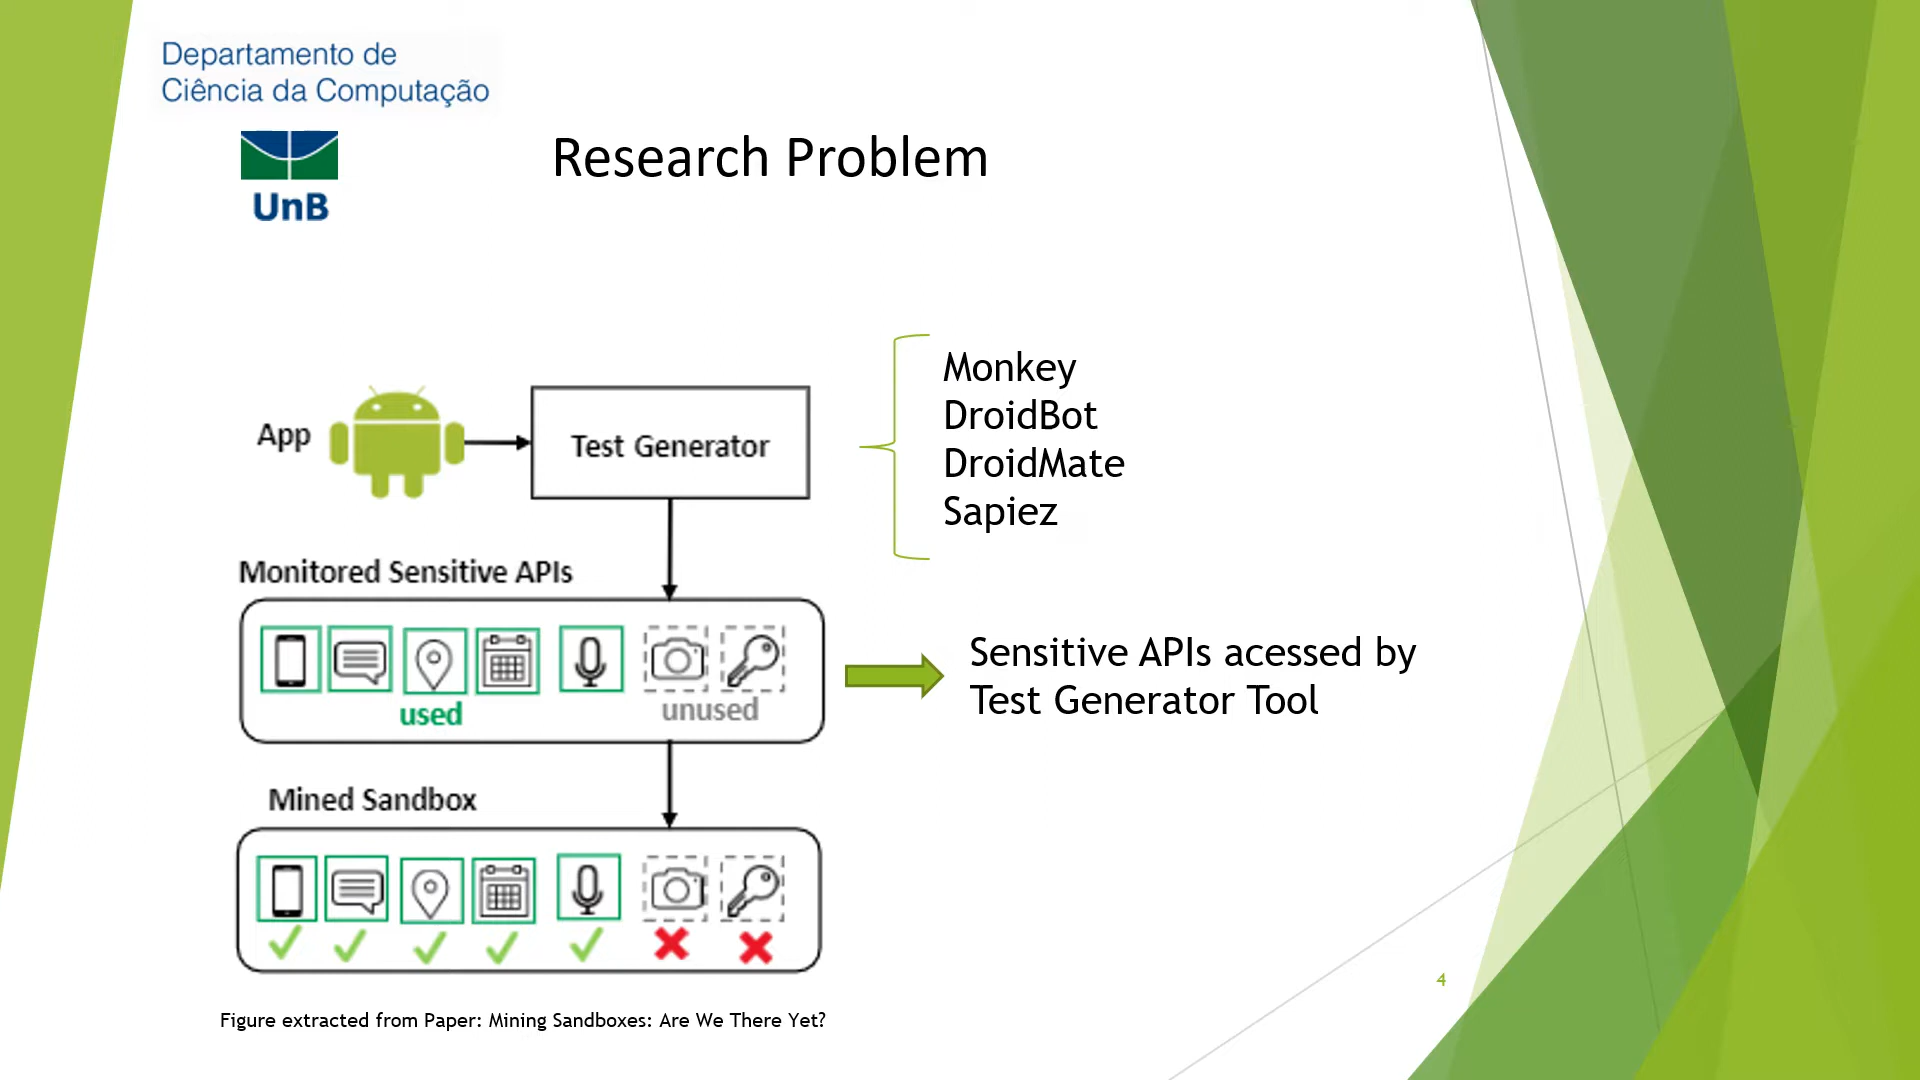 Departamento de
Ciência da Computação
UnB
Research Problem
Monkey
DroidBot
DroidMate
Sapiez
App
Test Generator
Monitored Sensitive APIs
used
unused
Sensitive APIs acessed by
Test Generator Tool
Mined Sandbox
4
Figure extracted from Paper: Mining Sandboxes: Are We There Yet?